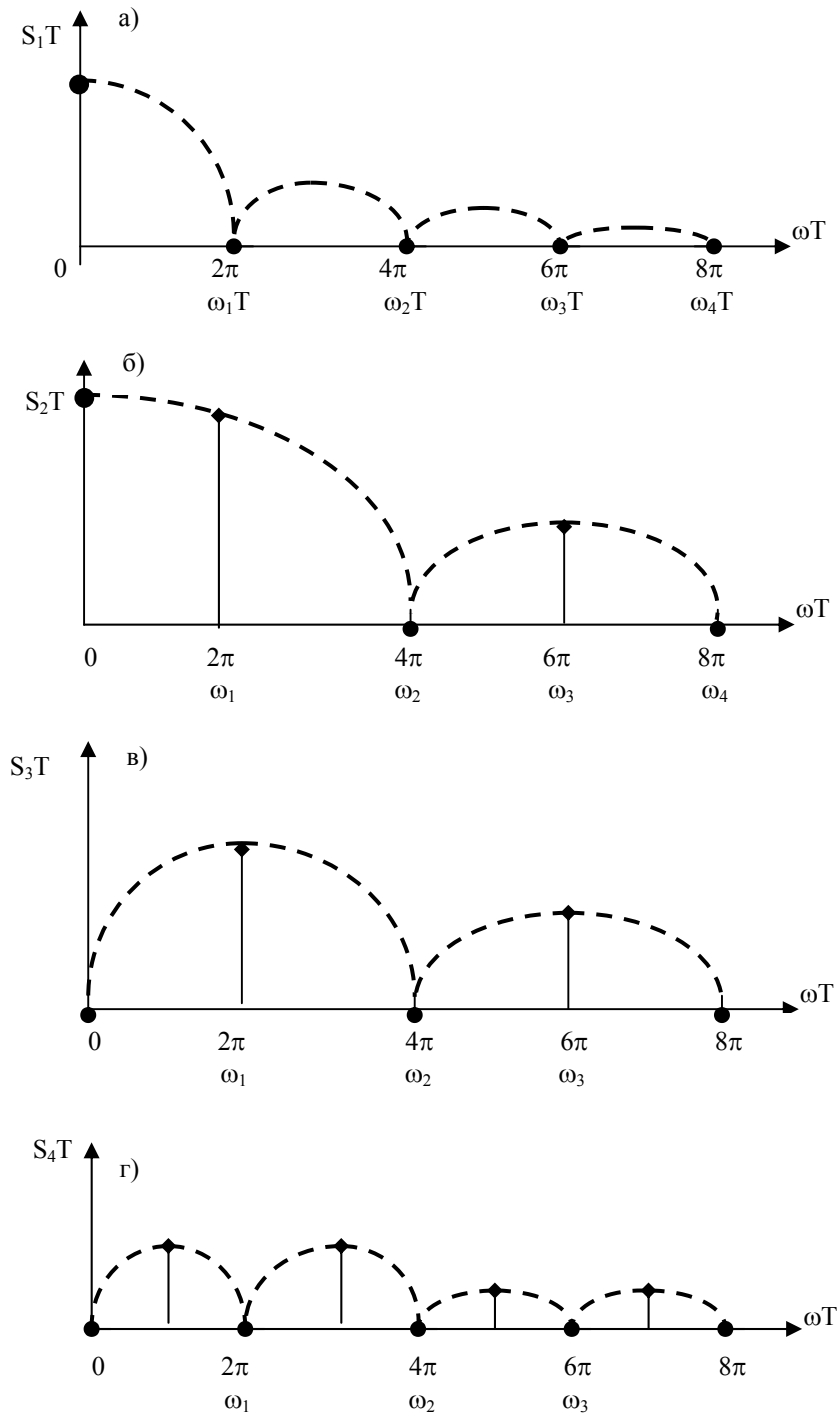 а)
S₁T
ωT
0 2π 4π 6π 8π
ω₁T ω₂T ω₃T ω₄T
б)
S₂T
ωT
0 2π 4π 6π 8π
ω₁ ω₂ ω₃ ω₄
в)
S₃T
ωT
0 2π 4π 6π 8π
ω₁ ω₂ ω₃
S₄T
г)
ωT
0 2π 4π 6π 8π
ω₁ ω₂ ω₃